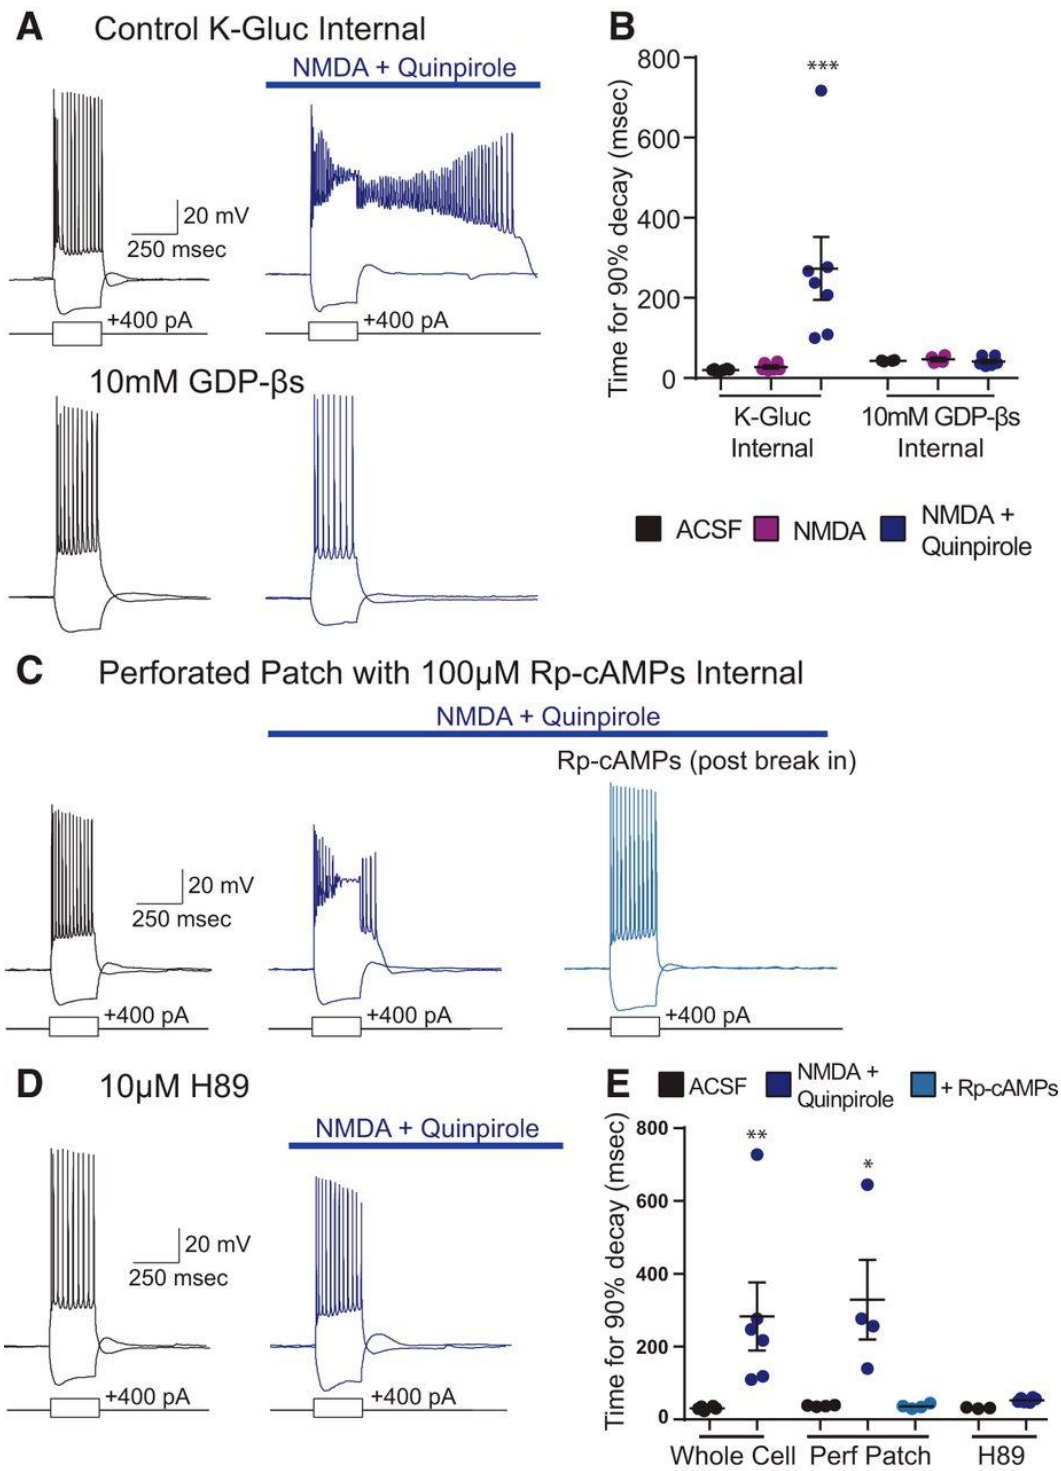 A Control K-Gluc Internal
NMDA + Quinpirole
20 mV
250 msec
+400 pA
+400 pA
10mM GDP-βs
B
Time for 90% decay (msec)
800
600
400
200
0
***
K-Gluc
Internal
10mM GDP-βs
Internal
ACSF
NMDA
NMDA +
Quinpirole
C Perforated Patch with 100µM Rp-cAMPs Internal
NMDA + Quinpirole
Rp-cAMPs (post break in)
20 mV
250 msec
+400 pA
+400 pA
+400 pA
D 10µM H89
NMDA + Quinpirole
20 mV
250 msec
+400 pA
+400 pA
E
ACSF
NMDA +
Quinpirole
+ Rp-cAMPs
Time for 90% decay (msec)
800
600
400
200
0
**
*
Whole Cell
Perf Patch
H89